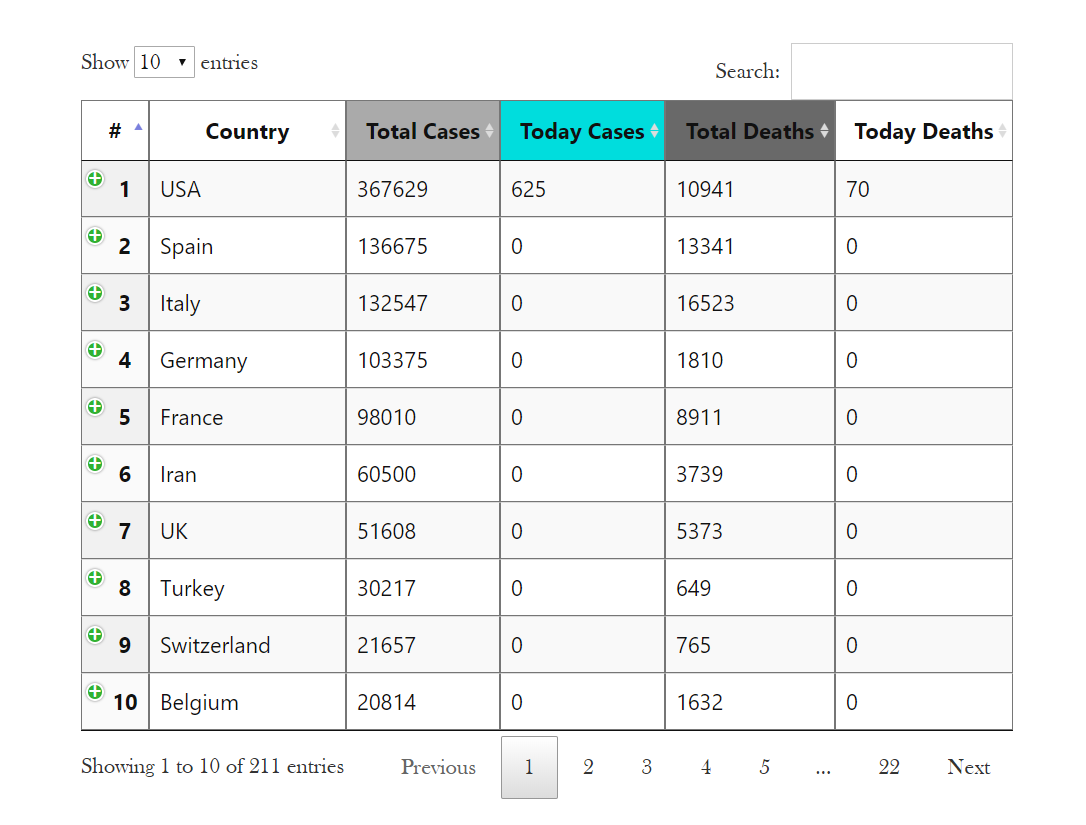 Show 10 entries
Search:
# Country Total Cases Today Cases Total Deaths Today Deaths
1 USA 367629 625 10941 70
2 Spain 136675 0 13341 0
3 Italy 132547 0 16523 0
4 Germany 103375 0 1810 0
5 France 98010 0 8911 0
6 Iran 60500 0 3739 0
7 UK 51608 0 5373 0
8 Turkey 30217 0 649 0
9 Switzerland 21657 0 765 0
10 Belgium 20814 0 1632 0
Showing 1 to 10 of 211 entries Previous 1 2 3 4 5 ... 22 Next